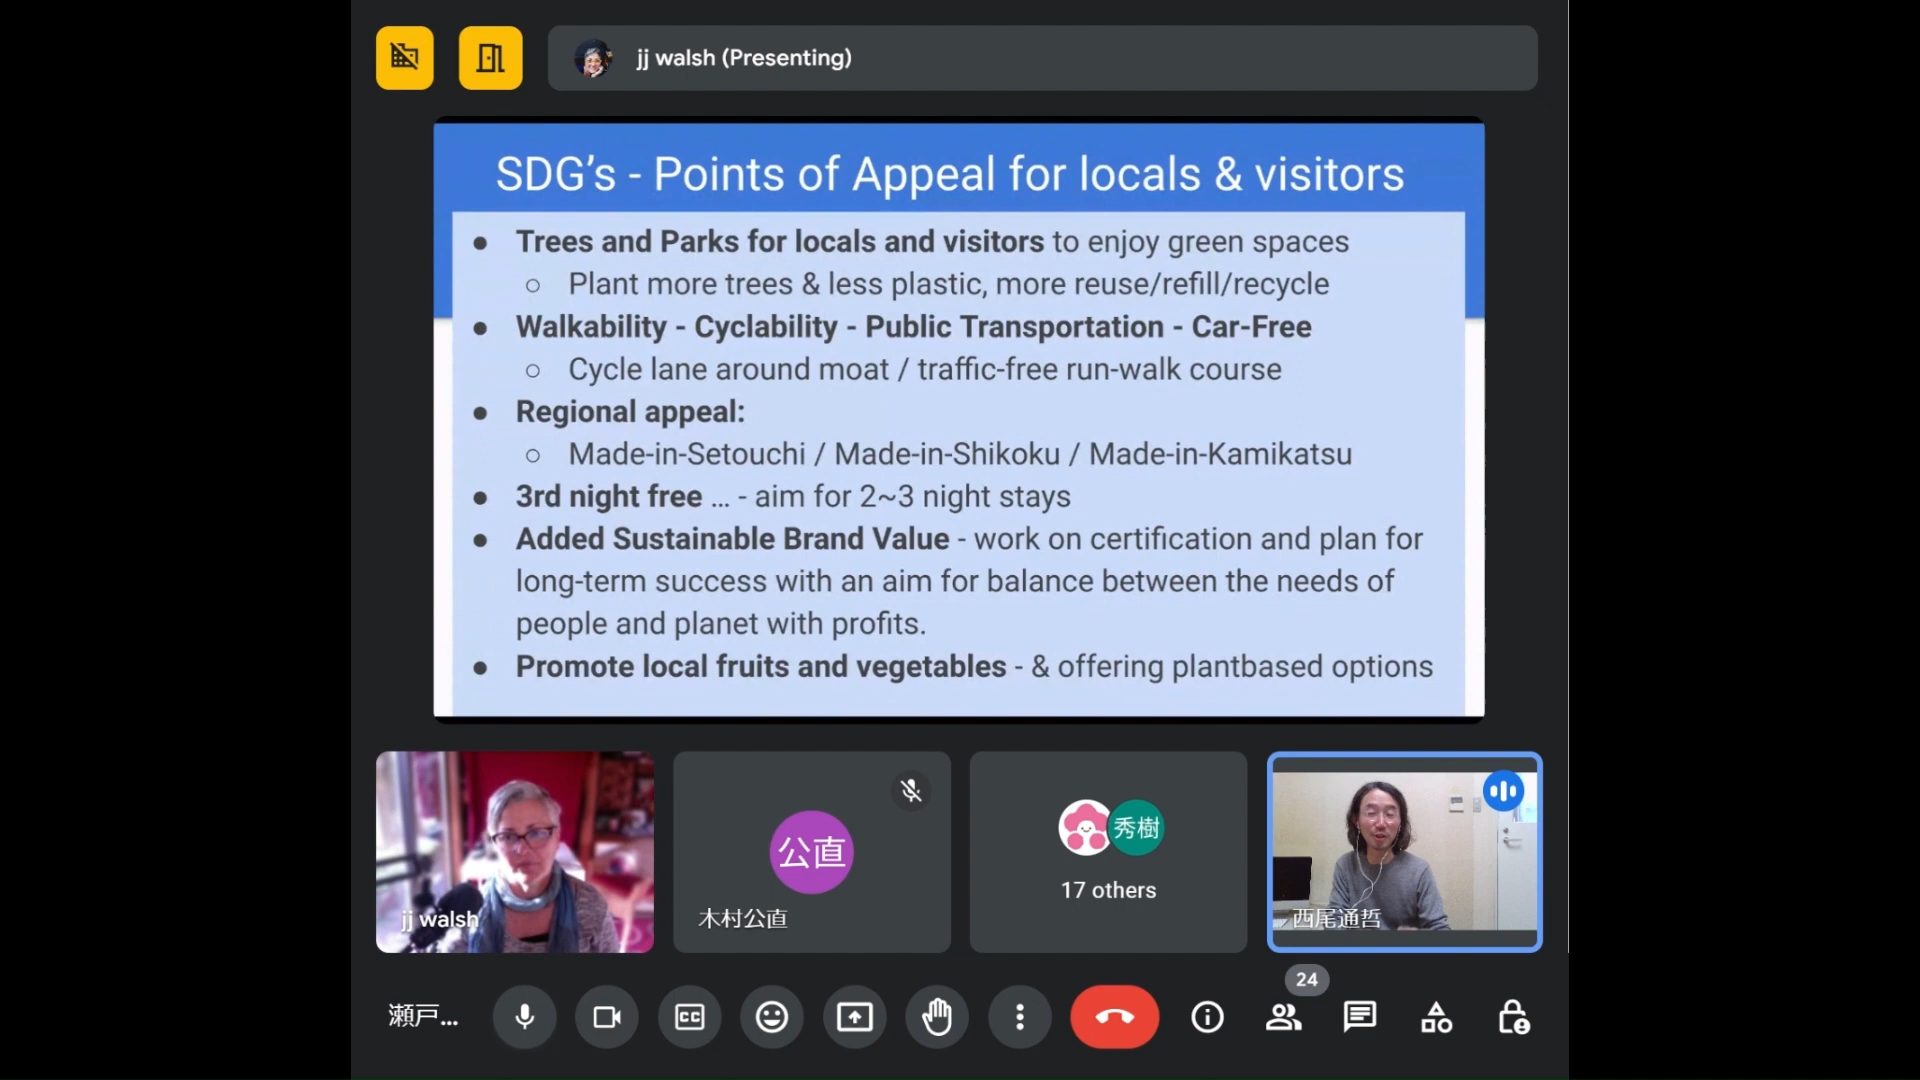 jj walsh (Presenting)
SDG’s - Points of Appeal for locals & visitors
● Trees and Parks for locals and visitors to enjoy green spaces
○ Plant more trees & less plastic, more reuse/refill/recycle
● Walkability - Cyclability - Public Transportation - Car-Free
○ Cycle lane around moat / traffic-free run-walk course
● Regional appeal:
○ Made-in-Setouchi / Made-in-Shikoku / Made-in-Kamikatsu
● 3rd night free ... - aim for 2~3 night stays
● Added Sustainable Brand Value - work on certification and plan for
long-term success with an aim for balance between the needs of
people and planet with profits.
● Promote local fruits and vegetables - & offering plantbased options
jj walsh
公直
木村公直
秀樹
17 others
西尾通哲
24
瀬戸...
CC